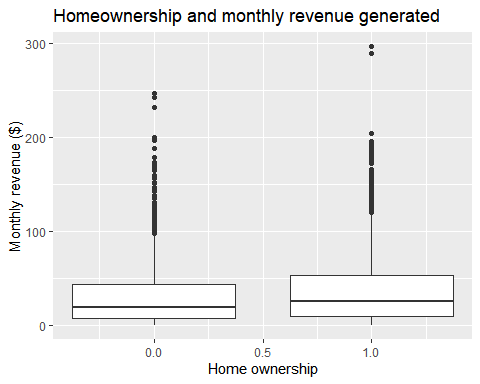 Homeownership and monthly revenue generated
300
200
100
0
Monthly revenue ($)
0.0 0.5 1.0
Home ownership